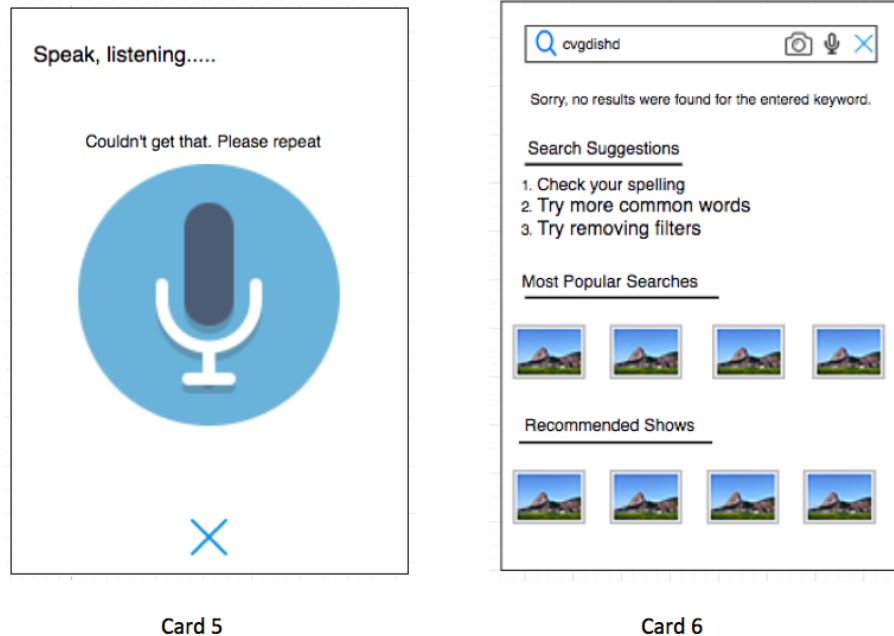 Speak, listening.....
Couldn't get that. Please repeat
Card 5
cvgdishd
Sorry, no results were found for the entered keyword.
Search Suggestions
1. Check your spelling
2. Try more common words
3. Try removing filters
Most Popular Searches
Recommended Shows
Card 6